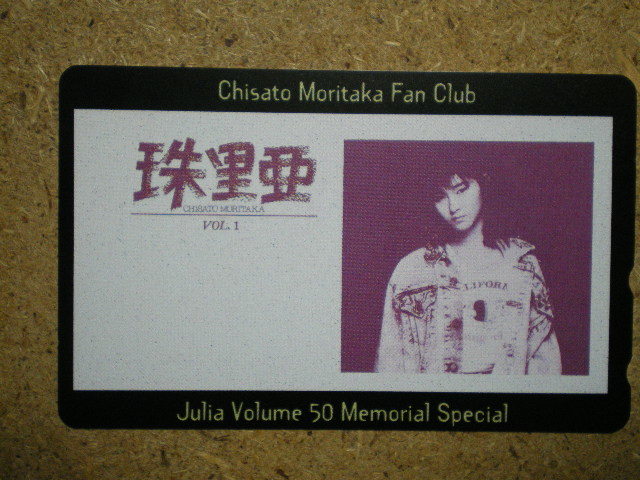 Chisato Moritaka Fan Club
珠里亜
CHISATO MORITAKA
VOL. 1
Julia Volume 50 Memorial Special